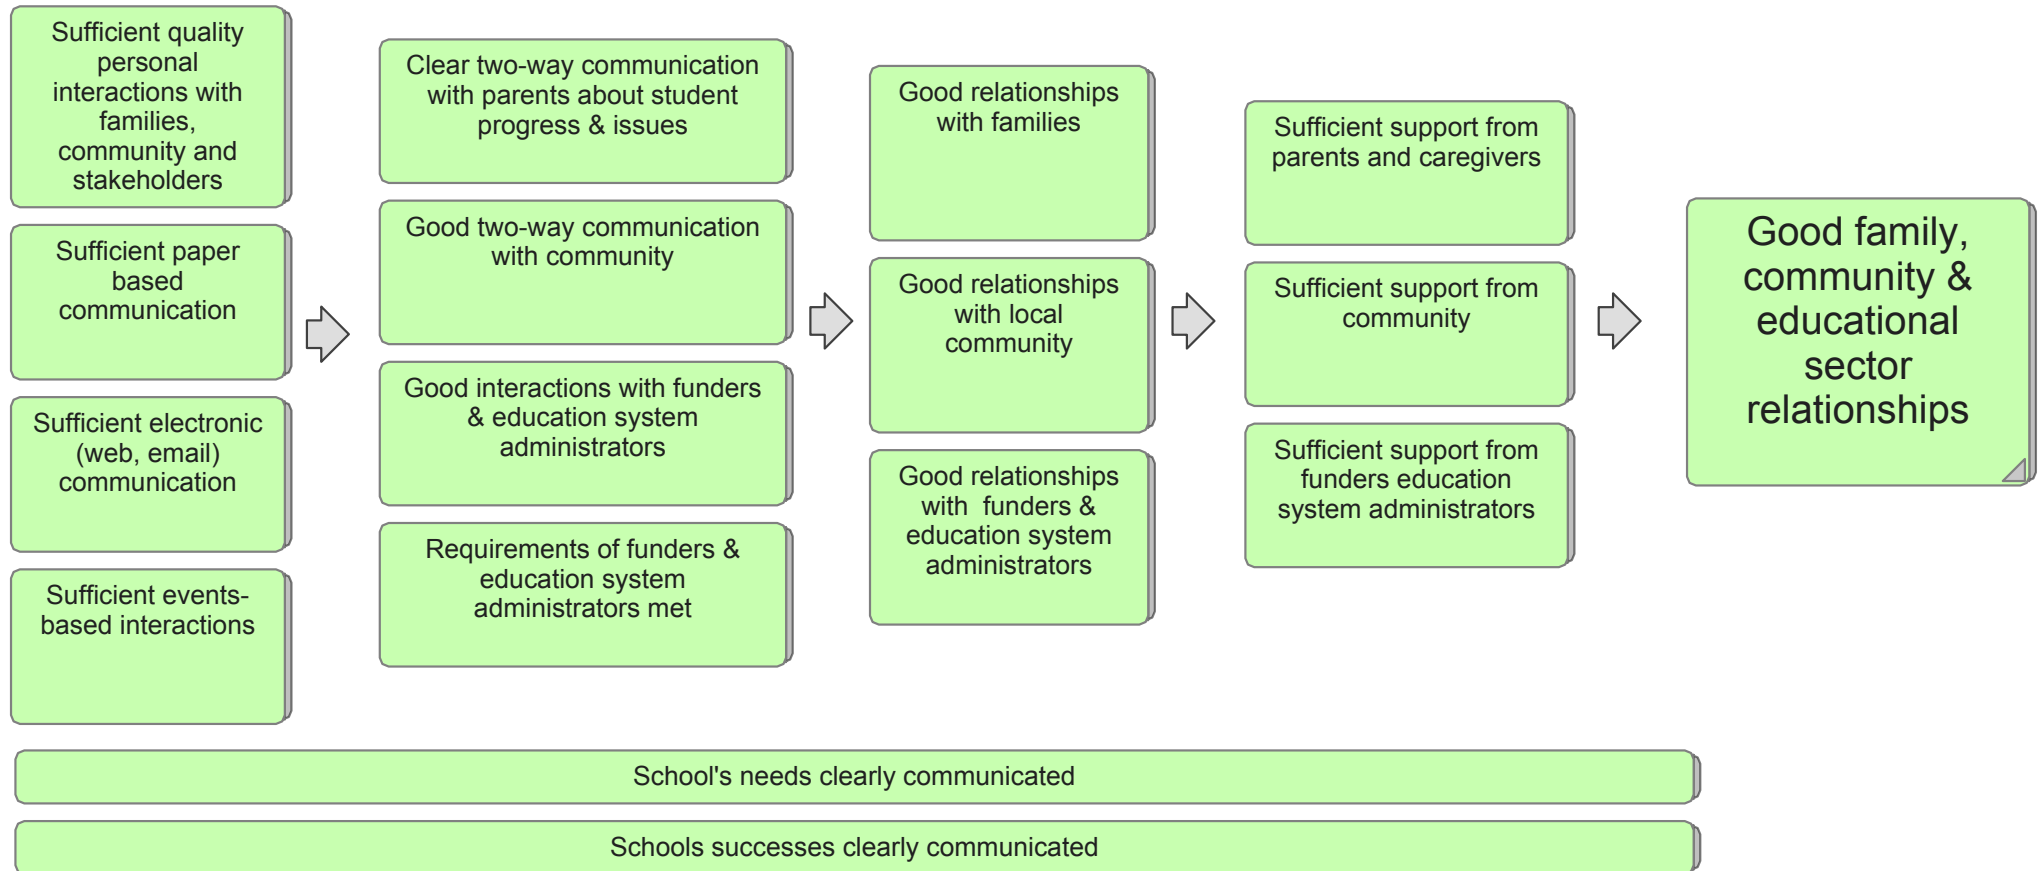 Sufficient quality
personal
interactions with
families,
community and
stakeholders
Sufficient paper
based
communication
Sufficient electronic
(web, email)
communication
Sufficient events-
based interactions
Clear two-way communication
with parents about student
progress & issues
Good two-way communication
with community
Good interactions with funders
& education system
administrators
Requirements of funders &
education system
administrators met
Good relationships
with families
Good relationships
with local
community
Good relationships
with  funders &
education system
administrators
Sufficient support from
parents and caregivers
Sufficient support from
community
Sufficient support from
funders education
system administrators
Good family,
community &
educational
sector
relationships
School's needs clearly communicated
Schools successes clearly communicated